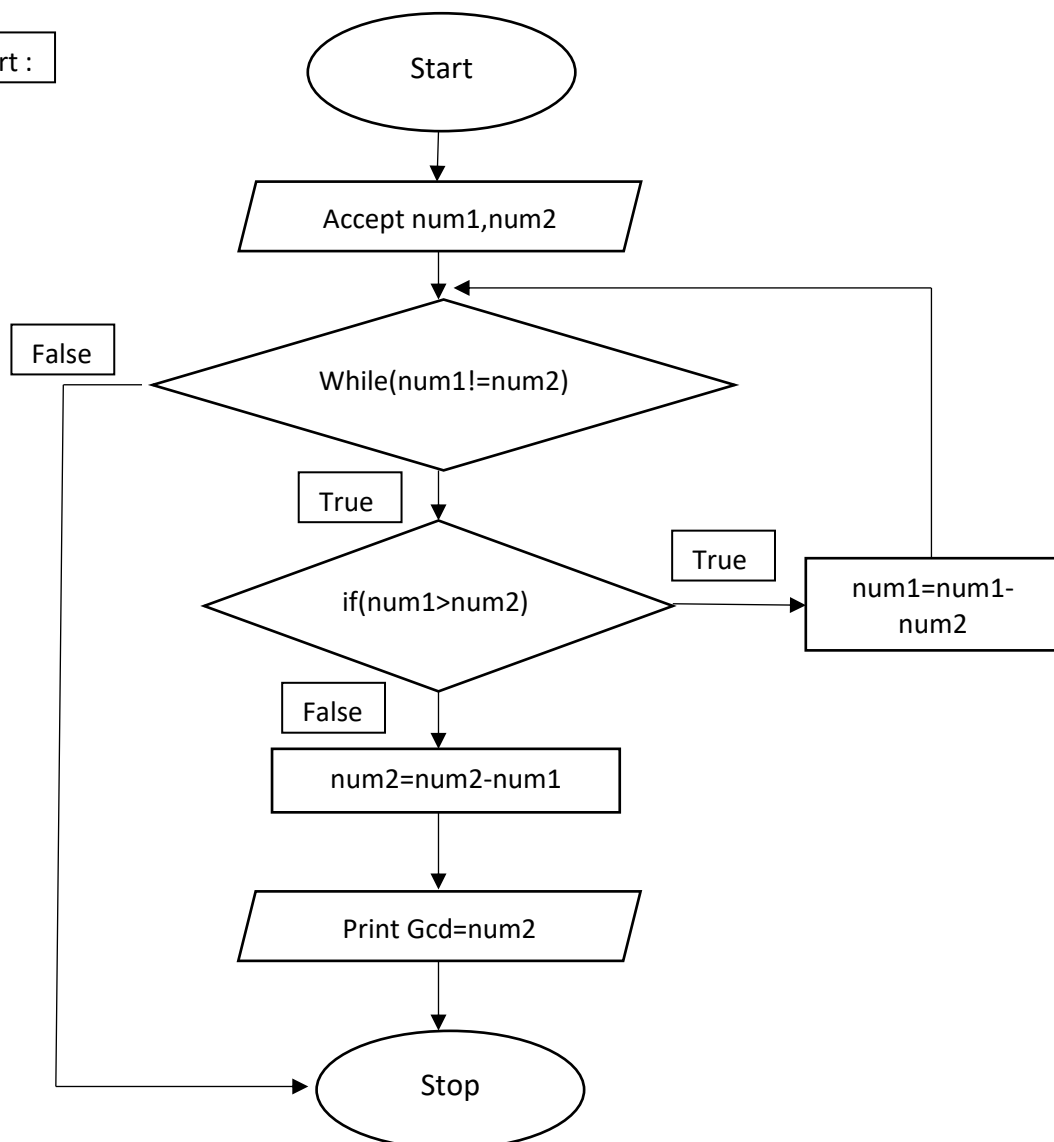 rt :
Start
Accept num1,num2
False
While(num1!=num2)
True
if(num1>num2)
True
num1=num1-
num2
False
num2=num2-num1
Print Gcd=num2
Stop